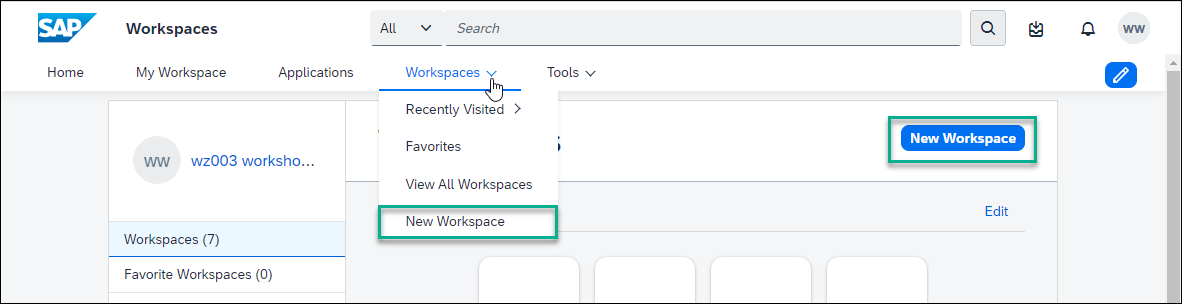 SAP Workspaces All Search WW
Home My Workspace Applications Workspaces Tools
Recently Visited
New Workspace
WW wz003 worksho...
Favorites
View All Workspaces
New Workspace
Edit
Workspaces (7)
Favorite Workspaces (0)